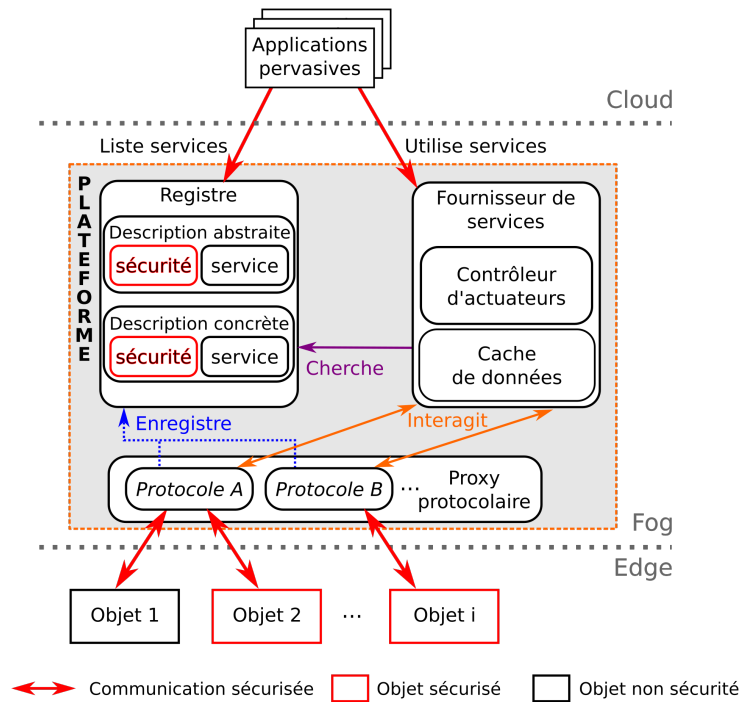 Applications
pervasives
Cloud
Liste services
Utilise services
PLATEFORME
Registre
Description abstraite
sécurité
service
Description concrète
sécurité
service
Fournisseur de
services
Contrôleur
d'actuateurs
Cache
de données
Cherche
Enregistre
Interagit
Protocole A
Protocole B
...
Proxy
protocolaire
Fog
Edge
Objet 1
Objet 2
...
Objet i
Communication sécurisée
Objet sécurisé
Objet non sécurité